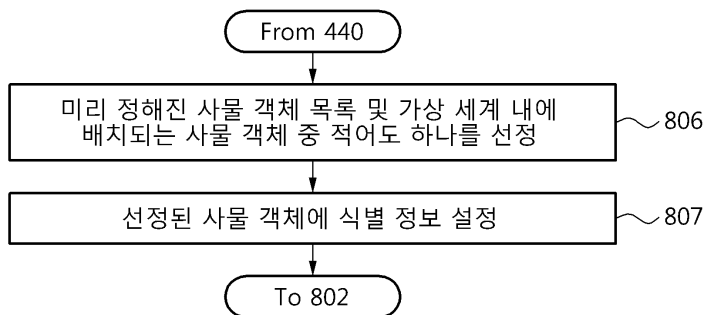 From 440
미리 정해진 사물 객체 목록 및 가상 세계 내에
배치되는 사물 객체 중 적어도 하나를 선정
806
선정된 사물 객체에 식별 정보 설정
807
To 802